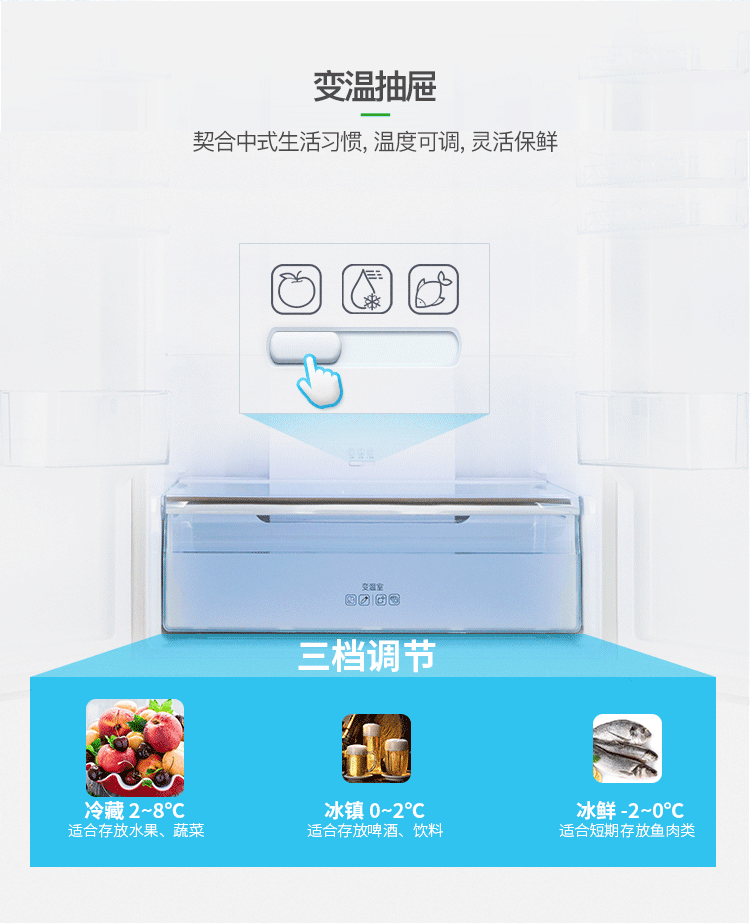 变温抽屉
契合中式生活习惯, 温度可调, 灵活保鲜
变温室
三档调节
冷藏 2~8℃
冰镇 0~2℃
冰鲜 -2~0℃
适合存放水果、蔬菜
适合存放啤酒、饮料
适合短期存放鱼肉类